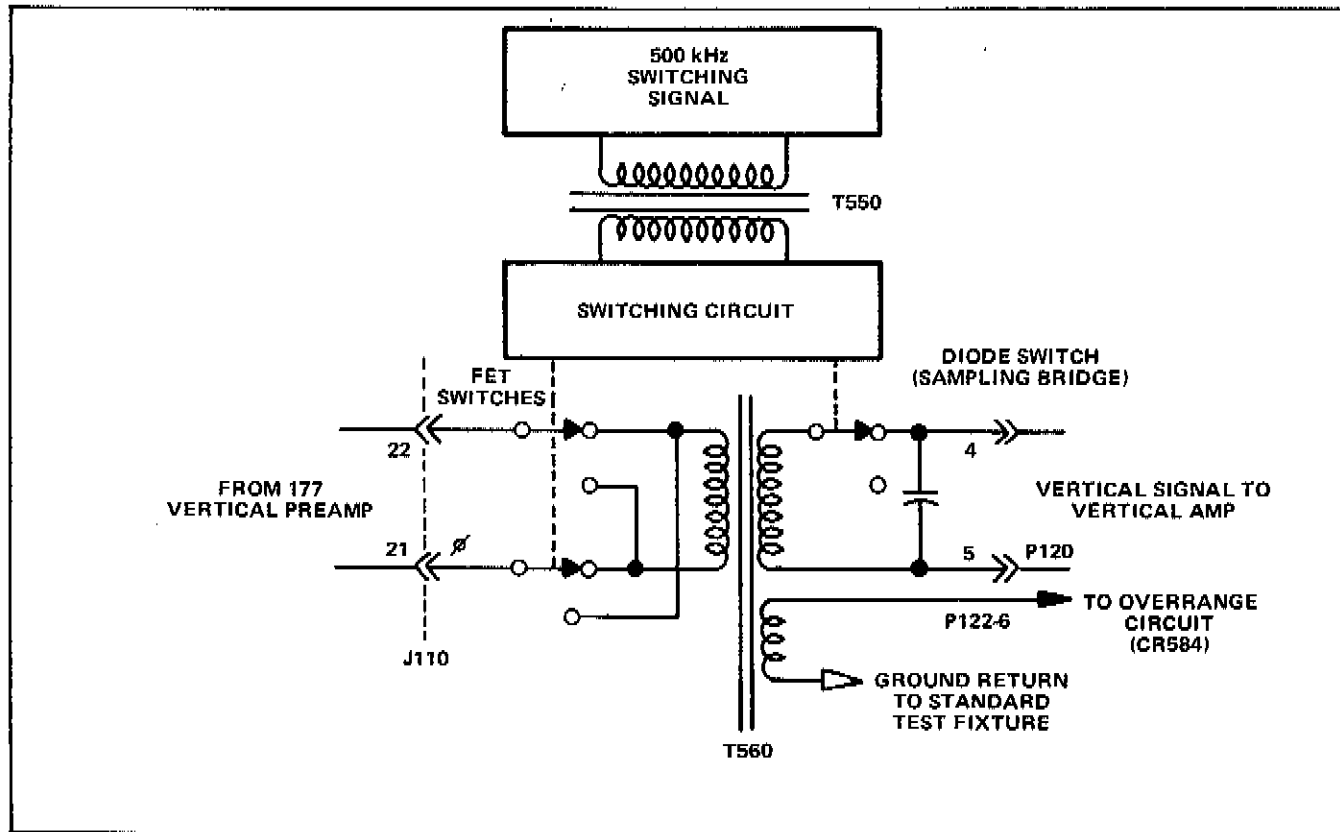 500 kHz
SWITCHING
SIGNAL
T550
SWITCHING CIRCUIT
FET
SWITCHES
DIODE SWITCH
(SAMPLING BRIDGE)
22
4
FROM 177
VERTICAL PREAMP
VERTICAL SIGNAL TO
VERTICAL AMP
21
ø
5
P120
P122-6
TO OVERRANGE
CIRCUIT
(CR584)
J110
GROUND RETURN
TO STANDARD
TEST FIXTURE
T560